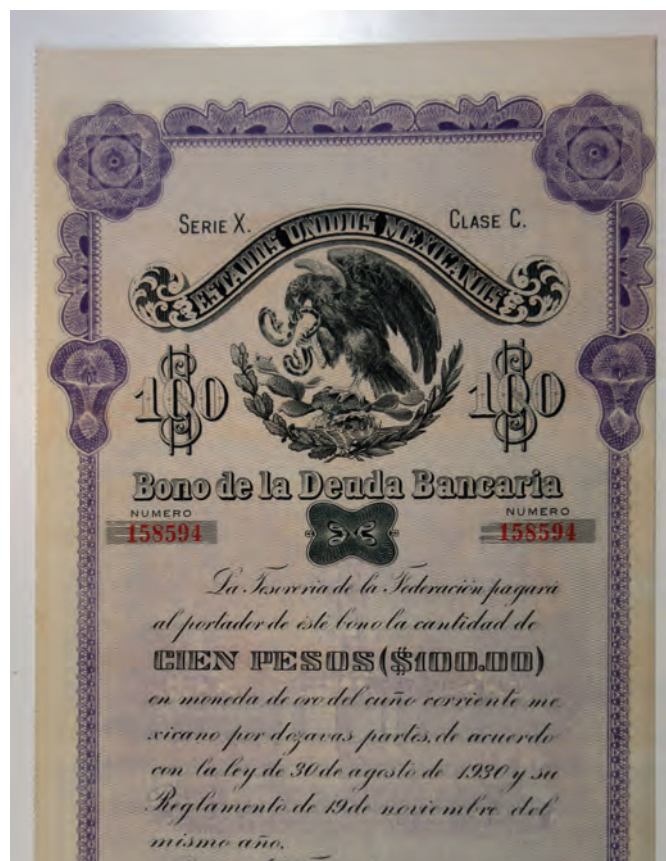 SERIE X. CLASE C.
ESTADOS UNIDOS MEXICANOS
$100 $100
Bono de la Deuda Bancaria
NUMERO NUMERO
158594 158594
La Tesorería de la Federación pagará
al portador de éste bono la cantidad de
CIEN PESOS ($100.00)
en moneda de oro del cuño corriente me
xicano por dozavas partes, de acuerdo
con la ley de 30 de agosto de 1930 y su
Reglamento de 19 de noviembre del
mismo año.